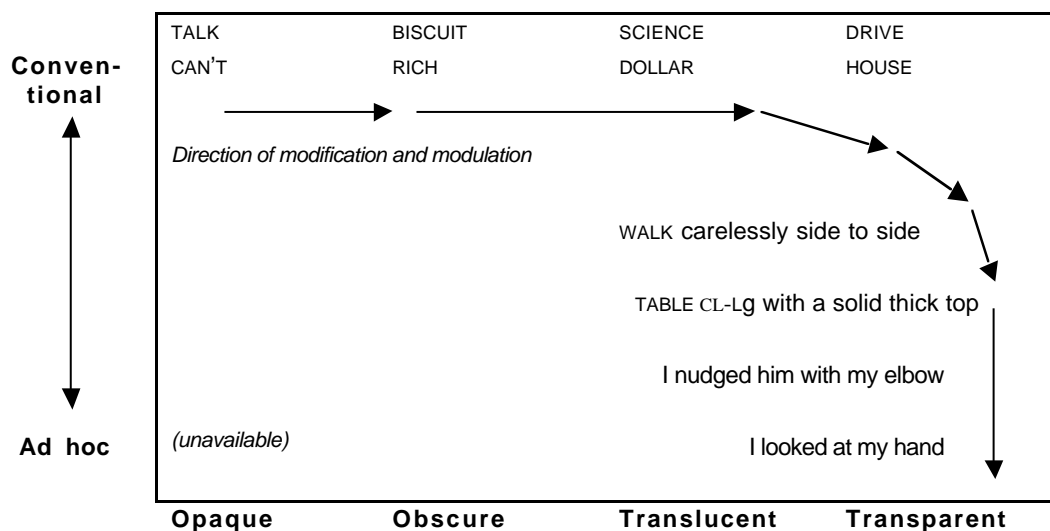 TALK BISCUIT SCIENCE DRIVE
Conven-
tional
CAN'T RICH DOLLAR HOUSE
Direction of modification and modulation
WALK carelessly side to side
TABLE CL-Lg with a solid thick top
I nudged him with my elbow
Ad hoc
(unavailable)
I looked at my hand
Opaque Obscure Translucent Transparent